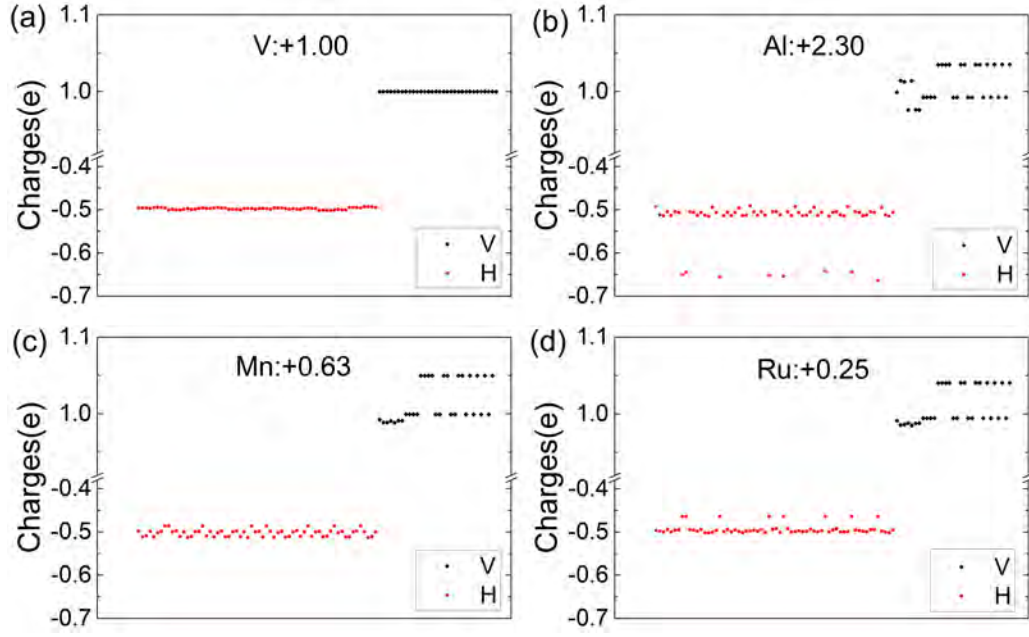 (a)
V:+1.00
Charges(e)
1.1
1.0
-0.4
-0.5
-0.6
-0.7
V
H
(b)
Al:+2.30
Charges(e)
1.1
1.0
-0.4
-0.5
-0.6
-0.7
V
H
(c)
Mn:+0.63
Charges(e)
1.1
1.0
-0.4
-0.5
-0.6
-0.7
V
H
(d)
Ru:+0.25
Charges(e)
1.1
1.0
-0.4
-0.5
-0.6
-0.7
V
H